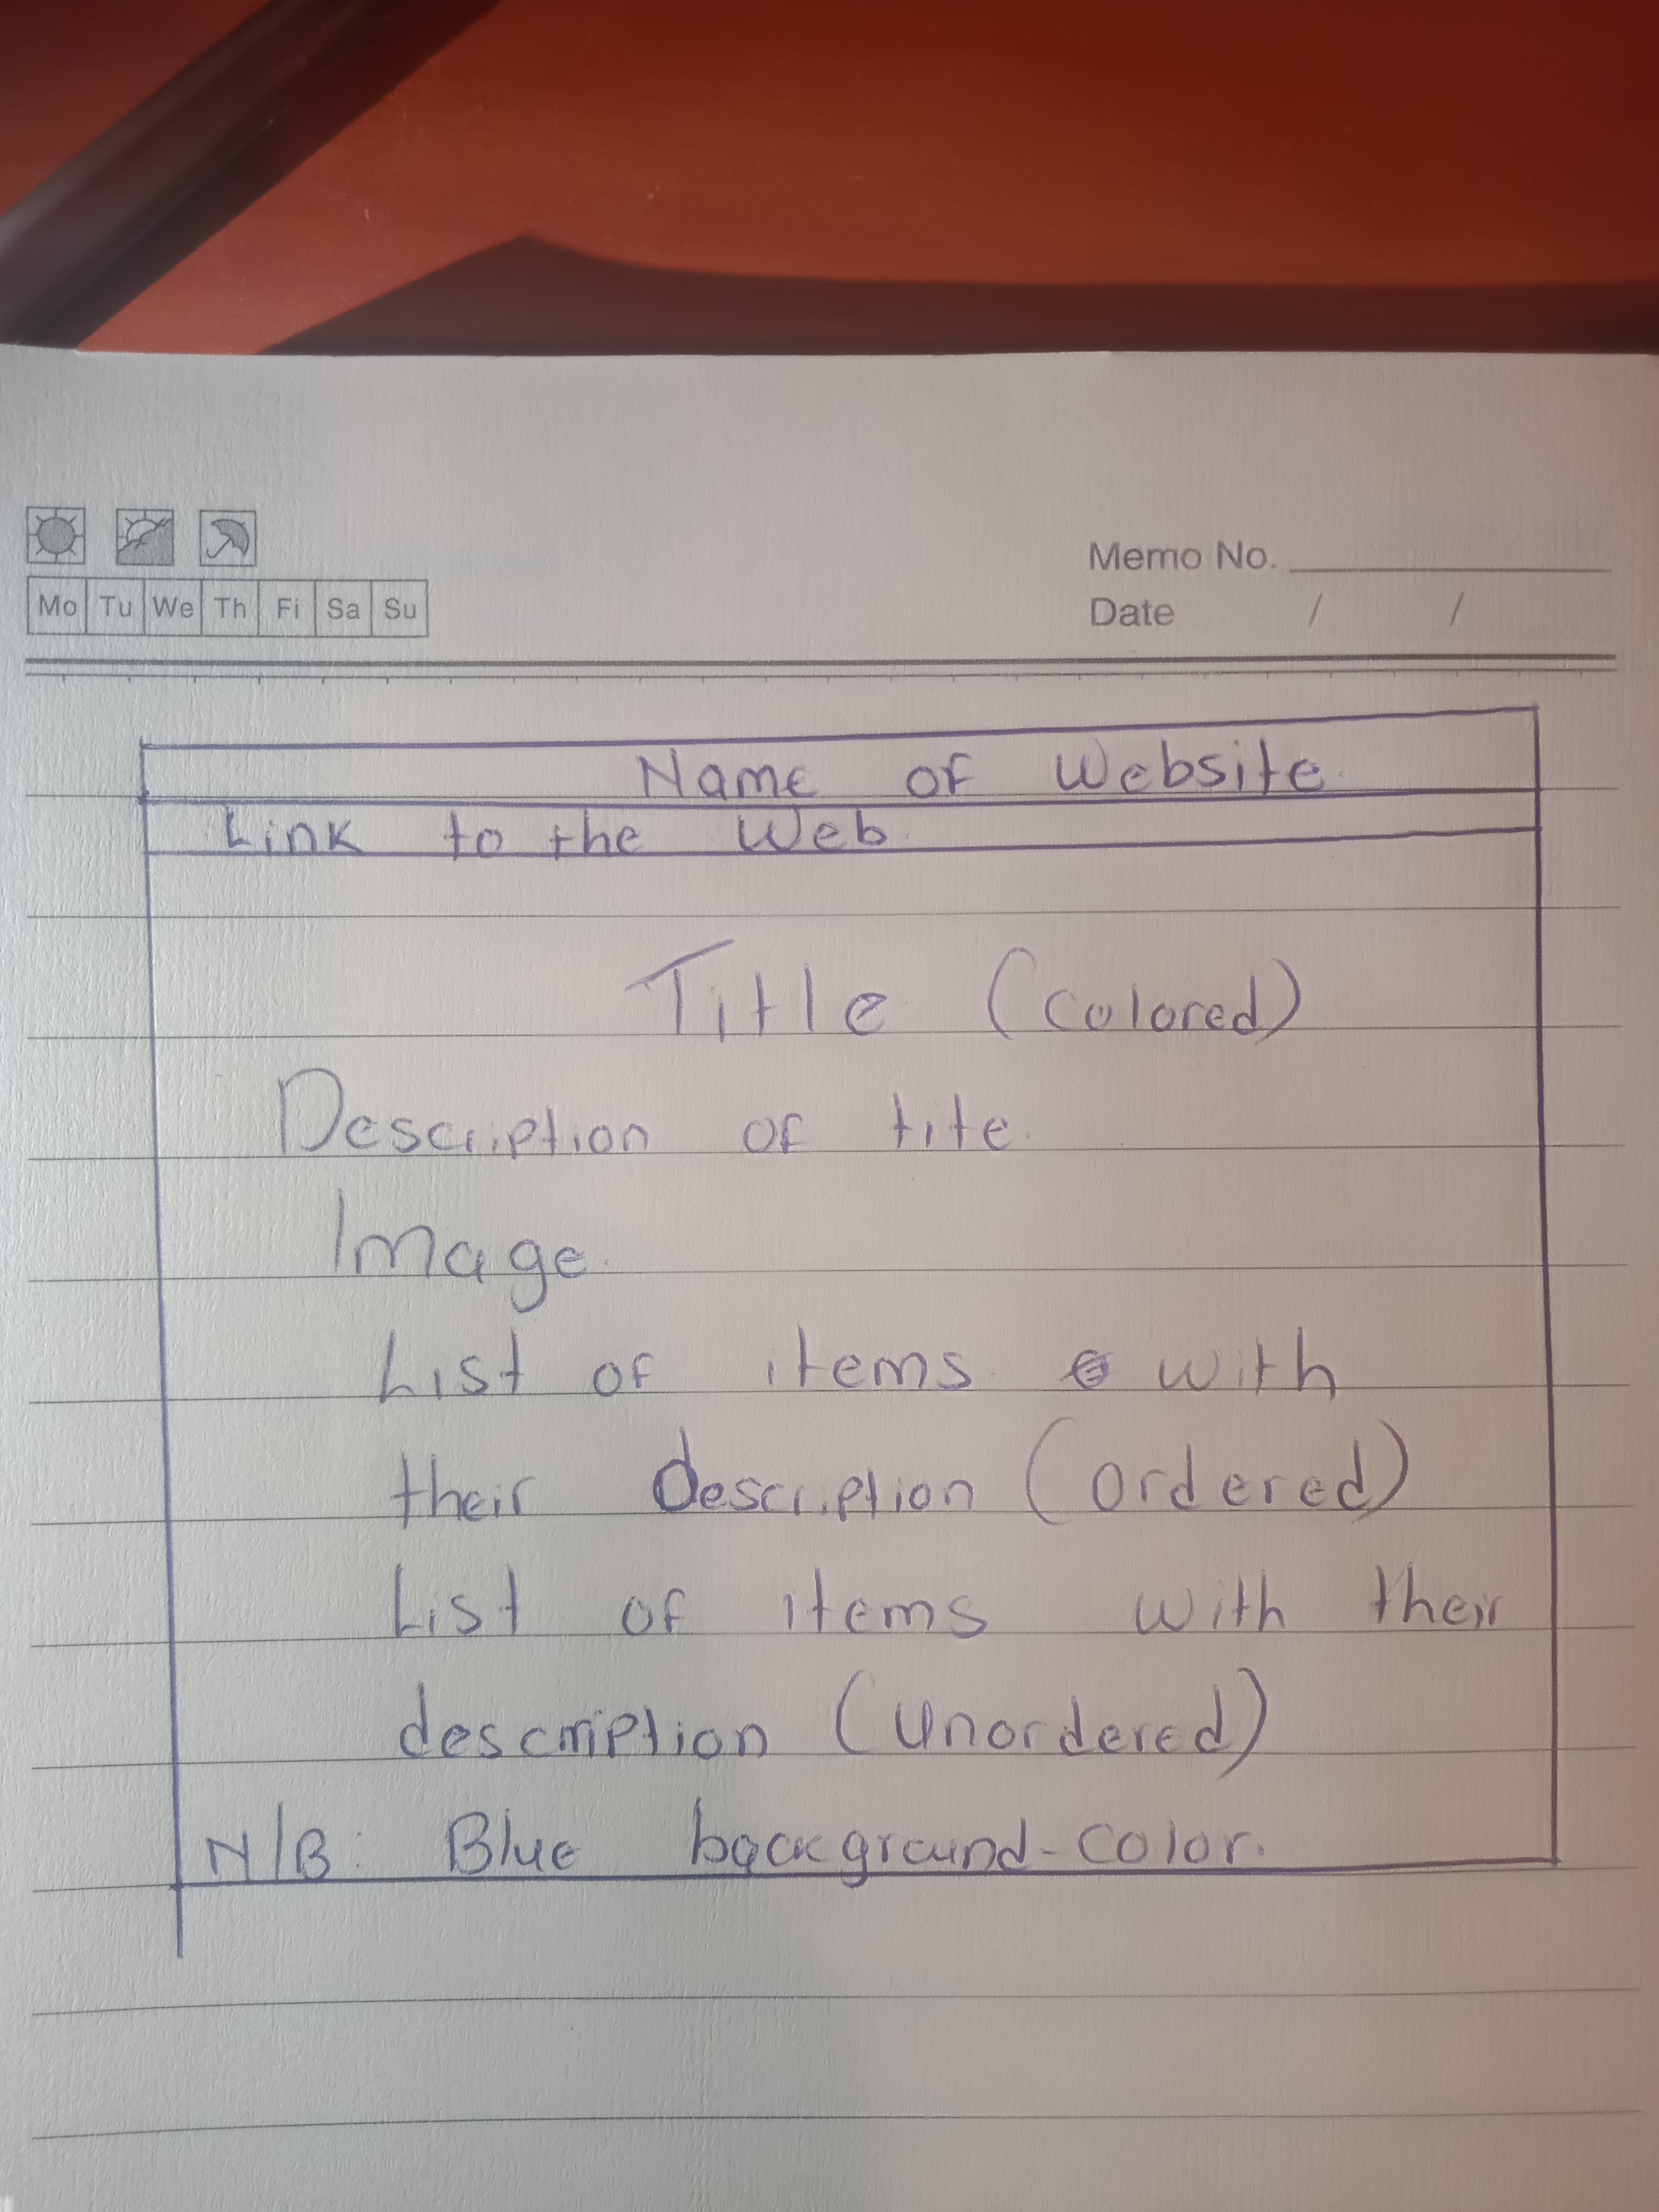 Mo Tu We Th Fi Sa Su
Memo No.
Date / /
Name of Website.
Link to the Web.
Title (colored)
Description of tite.
Image.
List of items with
their description (ordered)
List of items with their
description (unordered)
N/B: Blue background-color.